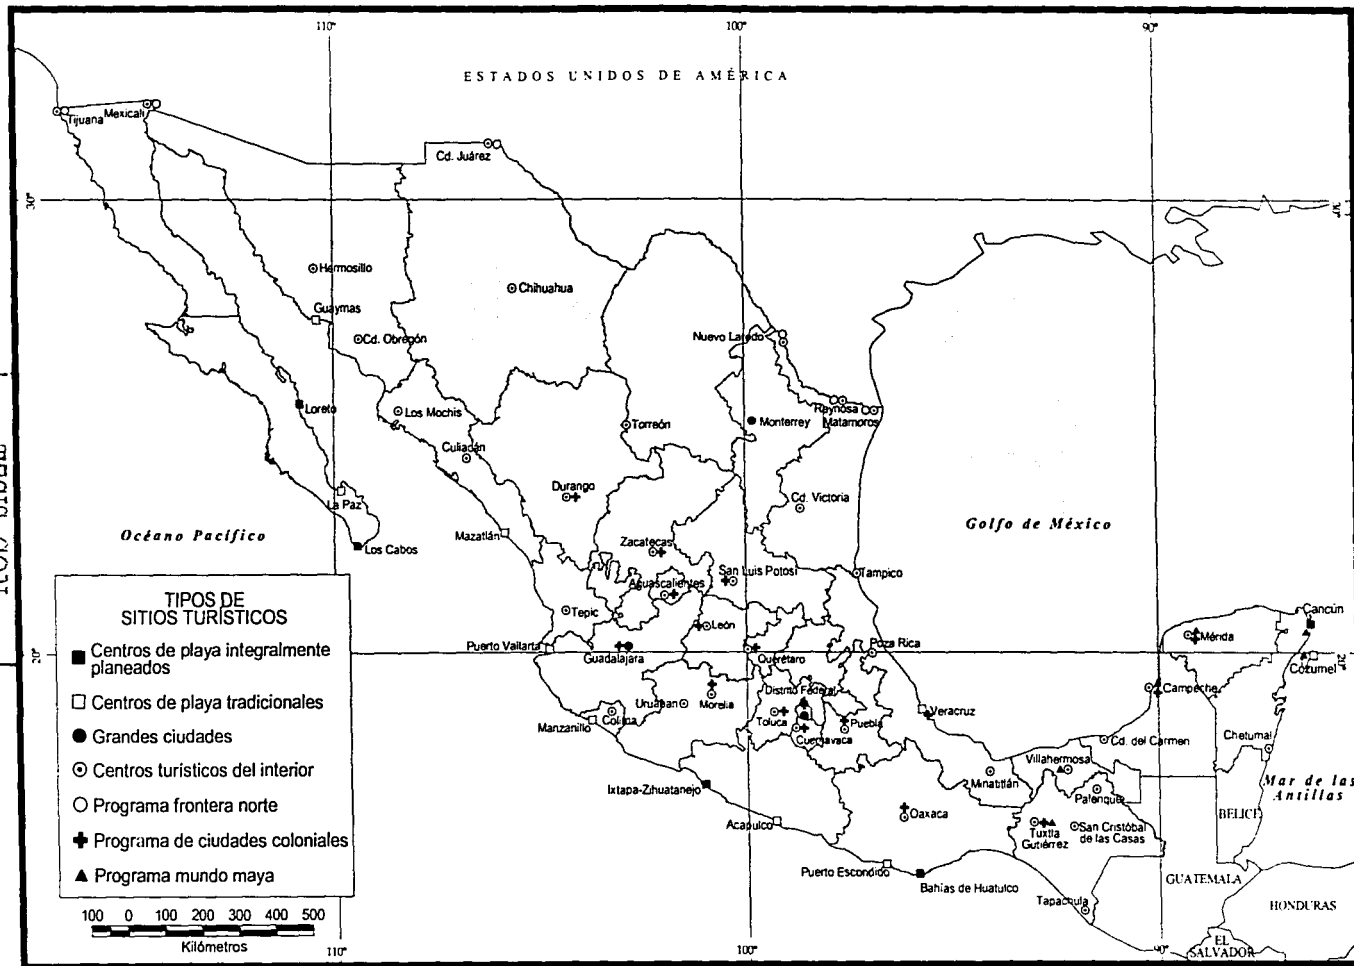 110°
100°
90°
ESTADOS UNIDOS DE AMÉRICA
Tijuana
Mexicali
Cd. Juárez
30°
30°
Hermosillo
Chihuahua
Guaymas
Cd. Obregón
Nuevo Laredo
Loreto
Los Mochis
Torreón
Monterrey
Reynosa
Matamoros
Culiacán
Durango
La Paz
Cd. Victoria
Océano Pacífico
Golfo de México
Los Cabos
Mazatlán
Zacatecas
San Luis Potosí
Tampico
Aguascalientes
Tepic
León
Cancún
Mérida
20°
Puerto Vallarta
Guadalajara
Querétaro
Poza Rica
20°
Cozumel
Uruapan
Morelia
Distrito Federal
Campeche
Manzanillo
Colima
Toluca
Puebla
Veracruz
Cuernavaca
Cd. del Carmen
Chetumal
Villahermosa
Mar de las
Antillas
Ixtapa-Zihuatanejo
Minatitlán
Palenque
Acapulco
Oaxaca
BELICE
Tuxtla
Gutiérrez
San Cristóbal
de las Casas
Puerto Escondido
Bahías de Huatulco
GUATEMALA
Tapachula
HONDURAS
EL
SALVADOR
TIPOS DE
SITIOS TURÍSTICOS
Centros de playa integralmente
planeados
Centros de playa tradicionales
Grandes ciudades
Centros turísticos del interior
Programa frontera norte
Programa de ciudades coloniales
Programa mundo maya
100 0 100 200 300 400 500
Kilómetros
110°
100°
90°